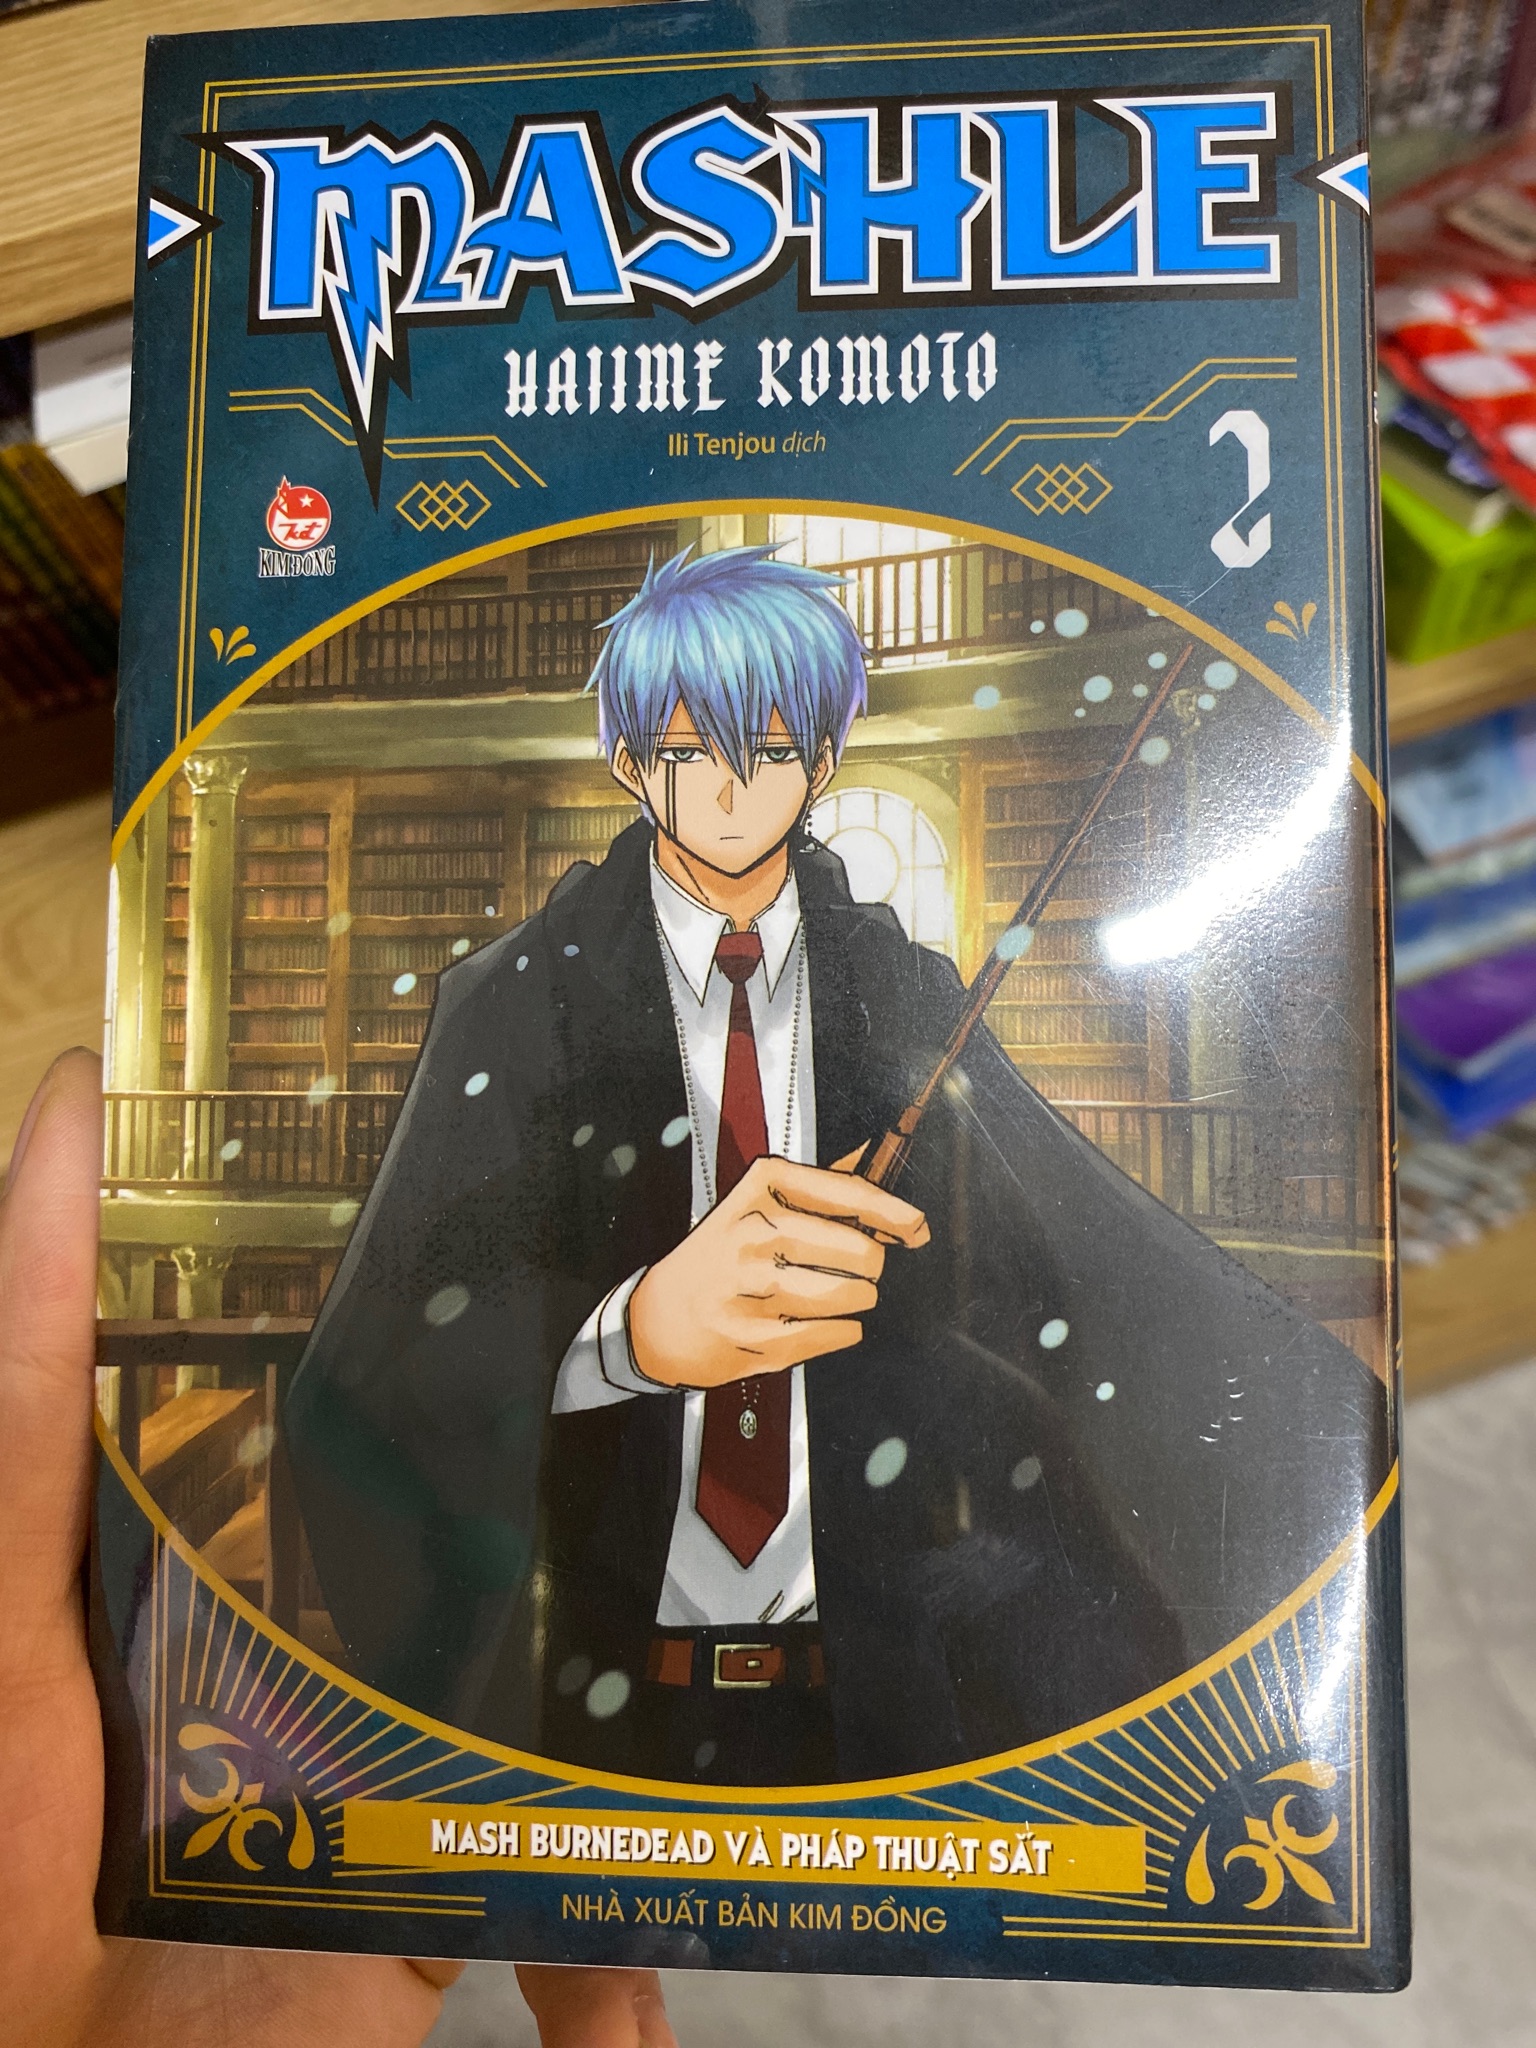 MASHLE
HAJIME KOMOTO
Ili Tenjou dịch
2
kđ
KIM ĐỒNG
MASH BURNEDEAD VÀ PHÁP THUẬT SẮT
NHÀ XUẤT BẢN KIM ĐỒNG